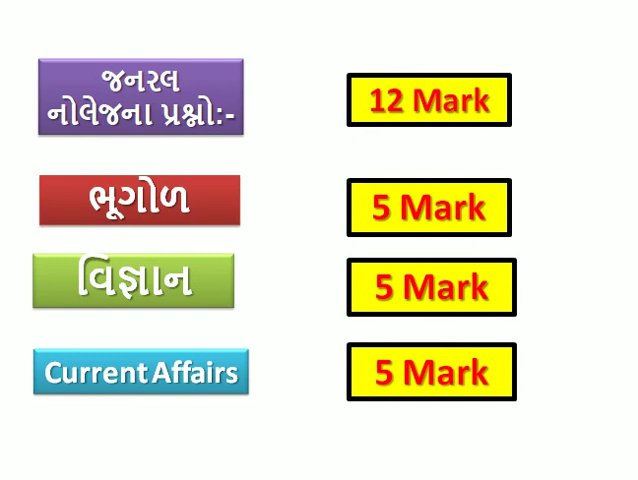 જનરલ
નોલેજના પ્રશ્નો:-
12 Mark
ભૂગોળ
5 Mark
વિજ્ઞાન
5 Mark
Current Affairs
5 Mark